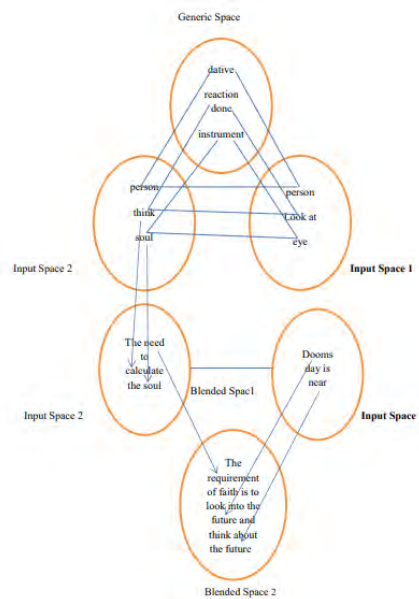 Generic Space
dative
reaction
done
instrument
person
think
soul
person
Look at
eye
Input Space 2
Input Space 1
The need
to
calculate
the soul
Blended Spac1
Dooms
day is
near
Input Space 2
Input Space
The
requirement
of faith is to
look into the
future and
think about
the future
Blended Space 2